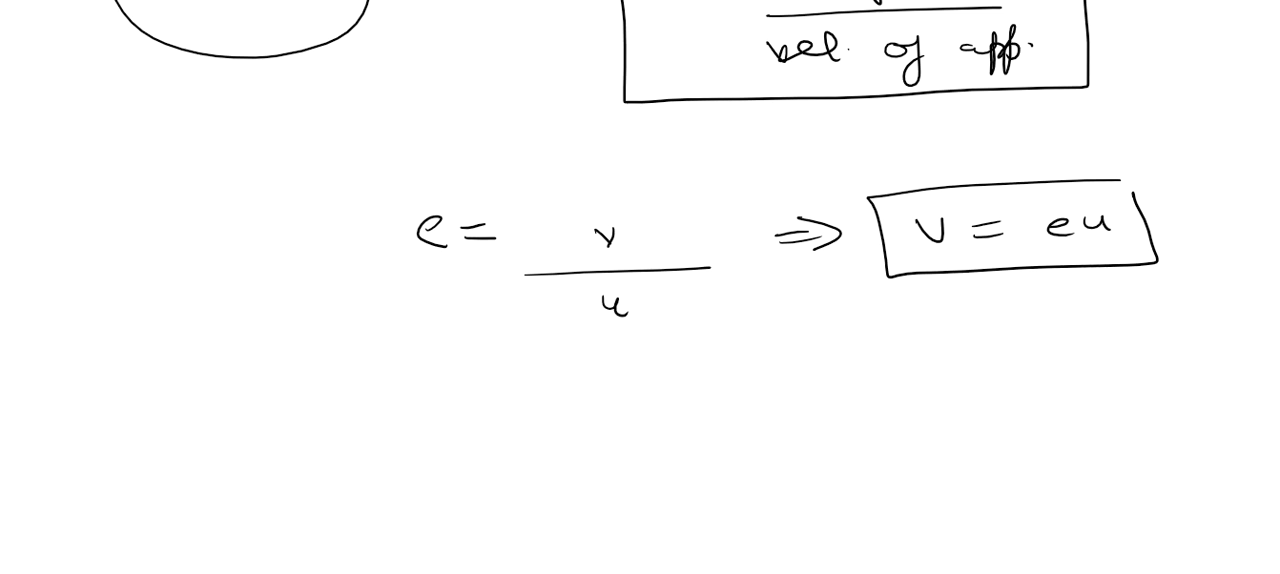 vel. of app.
e = v / u ⇒ v = eu